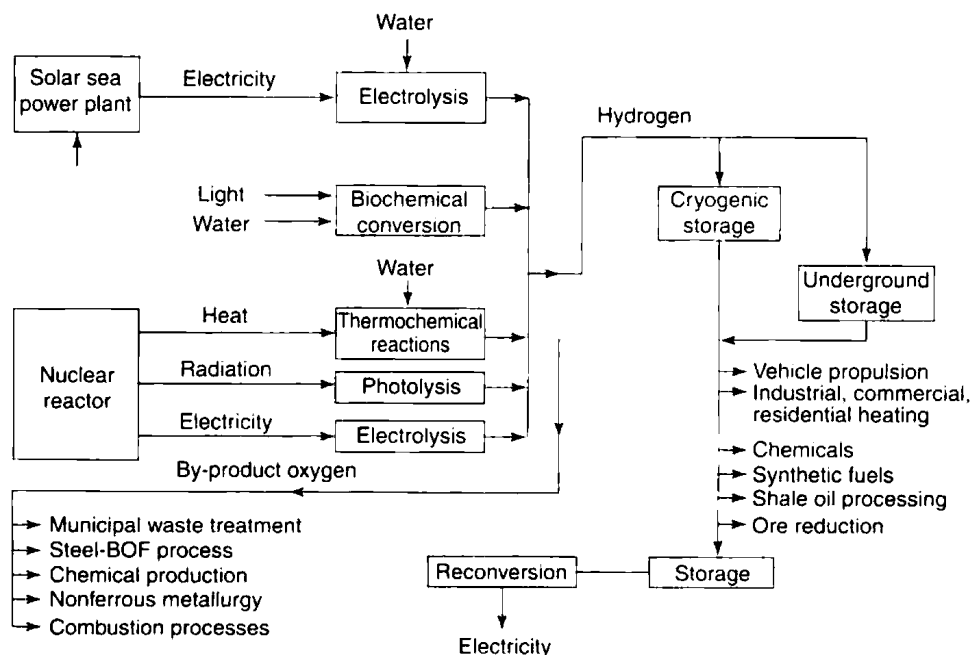 Water
Solar sea
power plant
Electricity
Electrolysis
Hydrogen
Light
Water
Biochemical
conversion
Cryogenic
storage
Water
Underground
storage
Heat
Thermochemical
reactions
Nuclear
reactor
Radiation
Photolysis
Electricity
Electrolysis
Vehicle propulsion
Industrial, commercial,
residential heating
Chemicals
Synthetic fuels
Shale oil processing
Ore reduction
By-product oxygen
Municipal waste treatment
Steel-BOF process
Chemical production
Nonferrous metallurgy
Combustion processes
Reconversion
Storage
Electricity